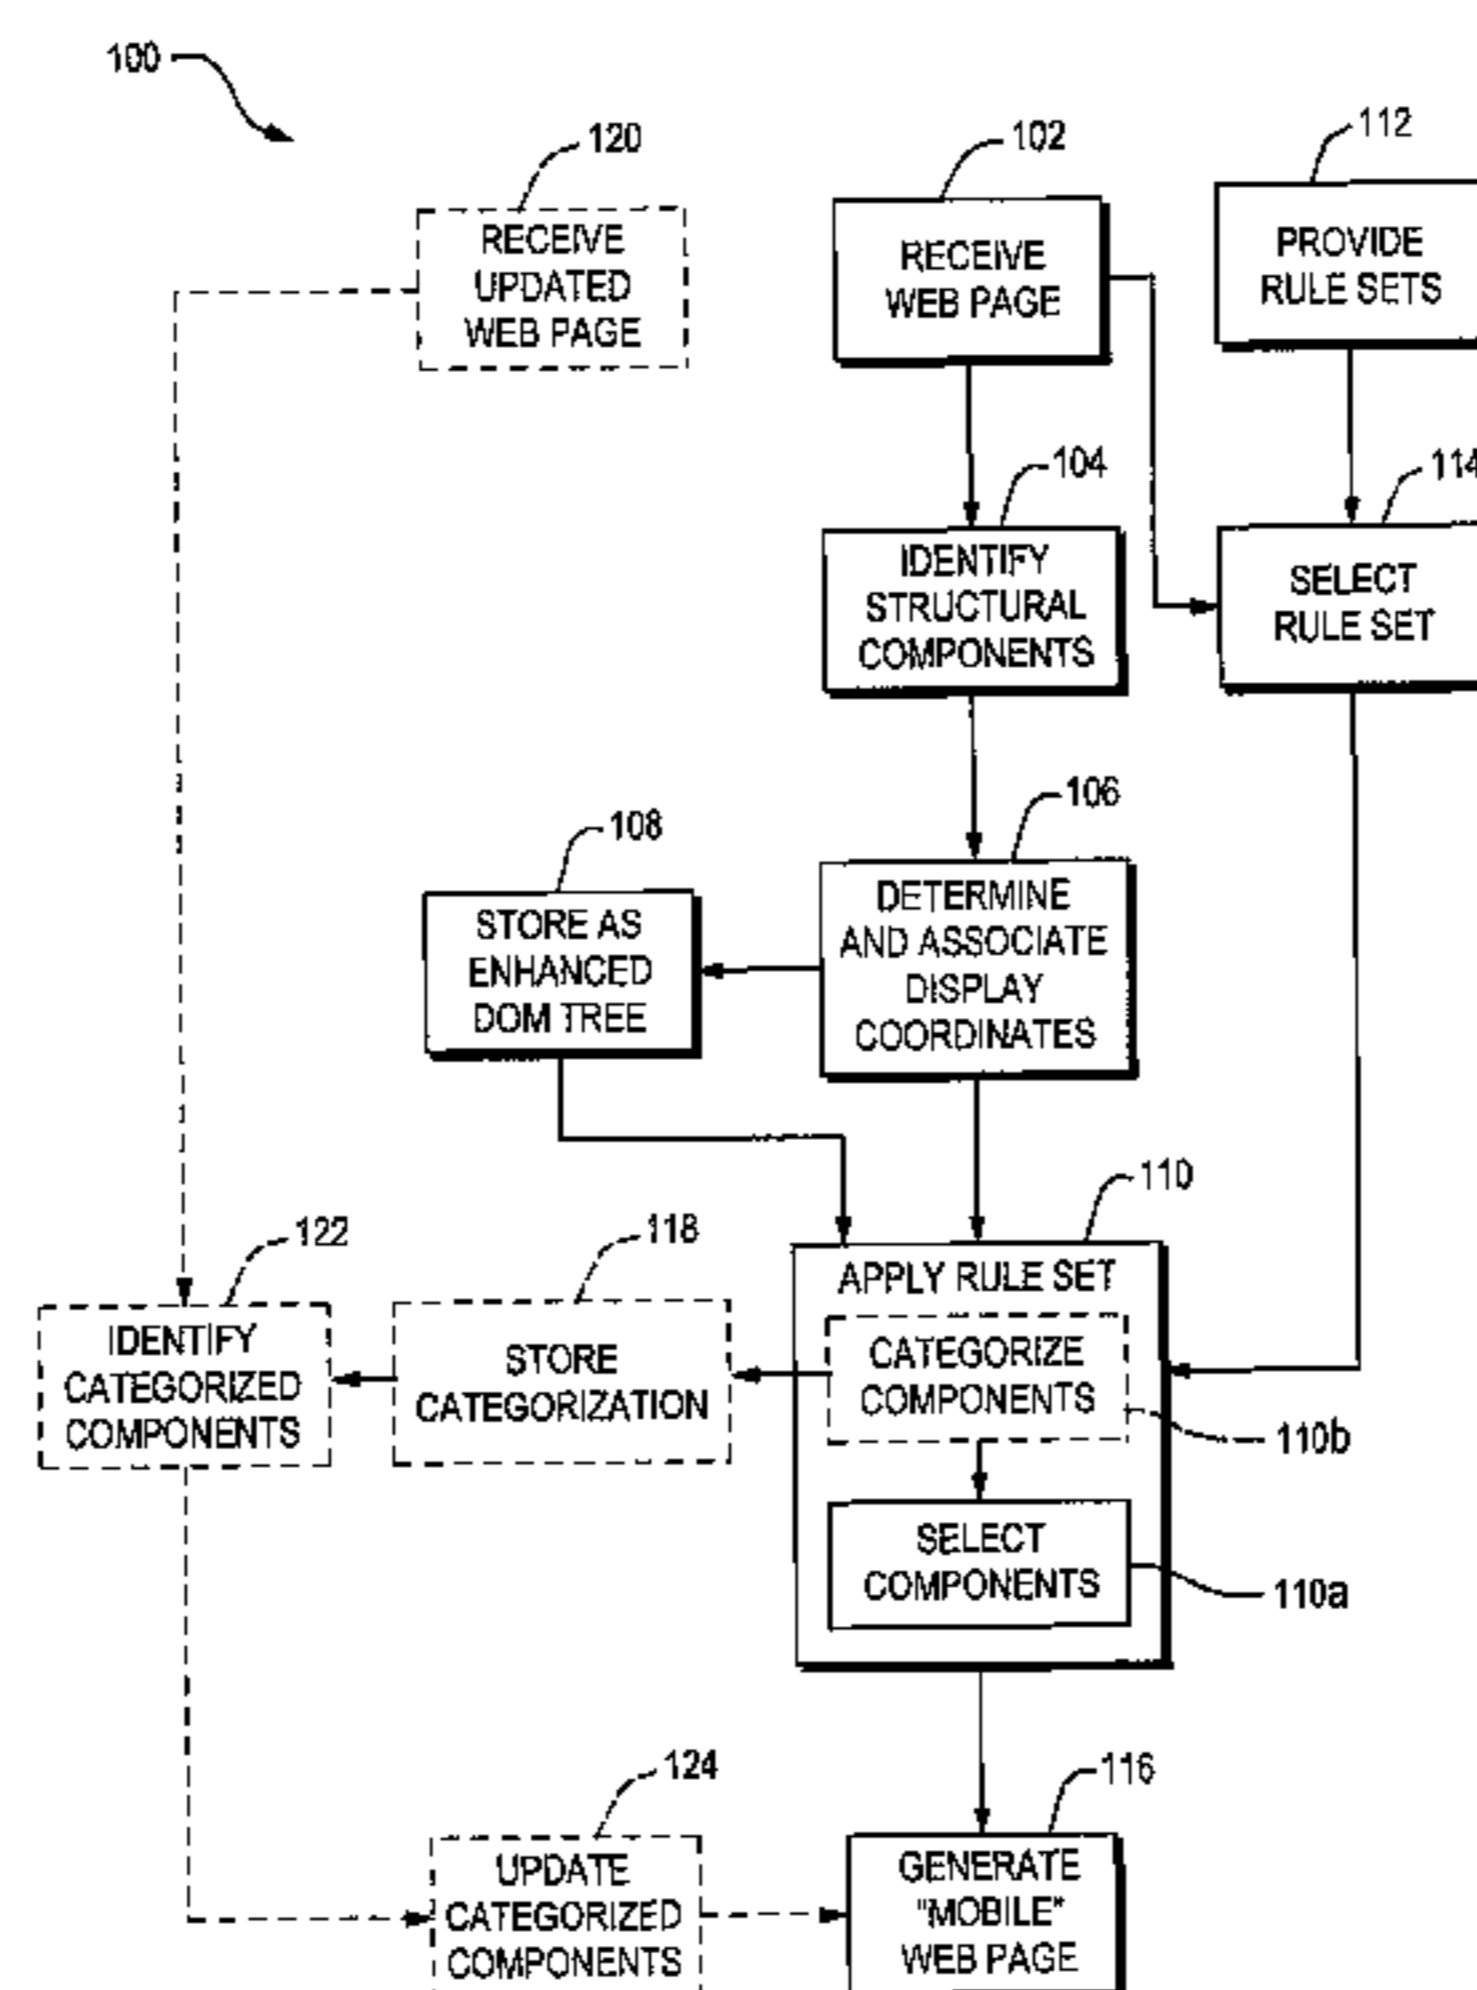 100
120
102
112
RECEIVE
UPDATED
WEB PAGE
RECEIVE
WEB PAGE
PROVIDE
RULE SETS
104
114
IDENTIFY
STRUCTURAL
COMPONENTS
SELECT
RULE SET
106
108
STORE AS
ENHANCED
DOM TREE
DETERMINE
AND ASSOCIATE
DISPLAY
COORDINATES
110
122
118
APPLY RULE SET
IDENTIFY
CATEGORIZED
COMPONENTS
STORE
CATEGORIZATION
CATEGORIZE
COMPONENTS
110b
SELECT
COMPONENTS
110a
124
116
UPDATE
CATEGORIZED
COMPONENTS
GENERATE
"MOBILE"
WEB PAGE